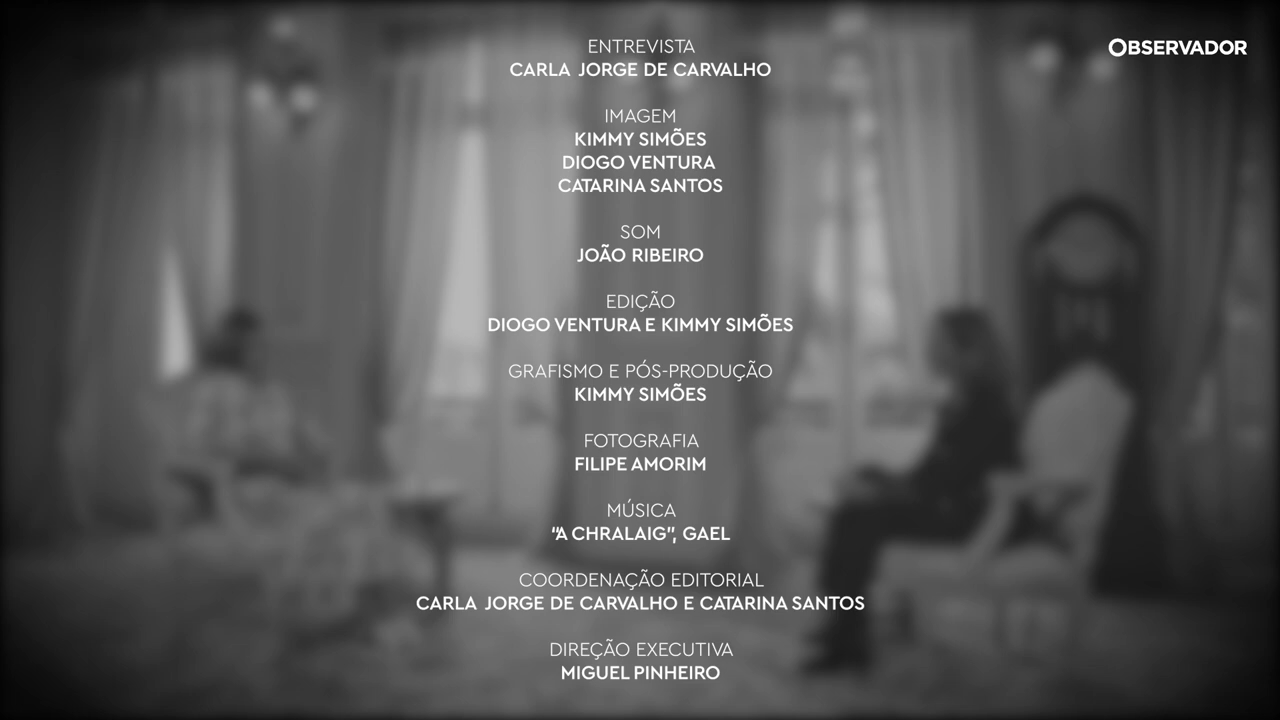 OBSERVADOR
ENTREVISTA
CARLA JORGE DE CARVALHO
IMAGEM
KIMMY SIMÕES
DIOGO VENTURA
CATARINA SANTOS
SOM
JOÃO RIBEIRO
EDIÇÃO
DIOGO VENTURA E KIMMY SIMÕES
GRAFISMO E PÓS-PRODUÇÃO
KIMMY SIMÕES
FOTOGRAFIA
FILIPE AMORIM
MÚSICA
“A CHRALAIG”, GAEL
COORDENAÇÃO EDITORIAL
CARLA JORGE DE CARVALHO E CATARINA SANTOS
DIREÇÃO EXECUTIVA
MIGUEL PINHEIRO